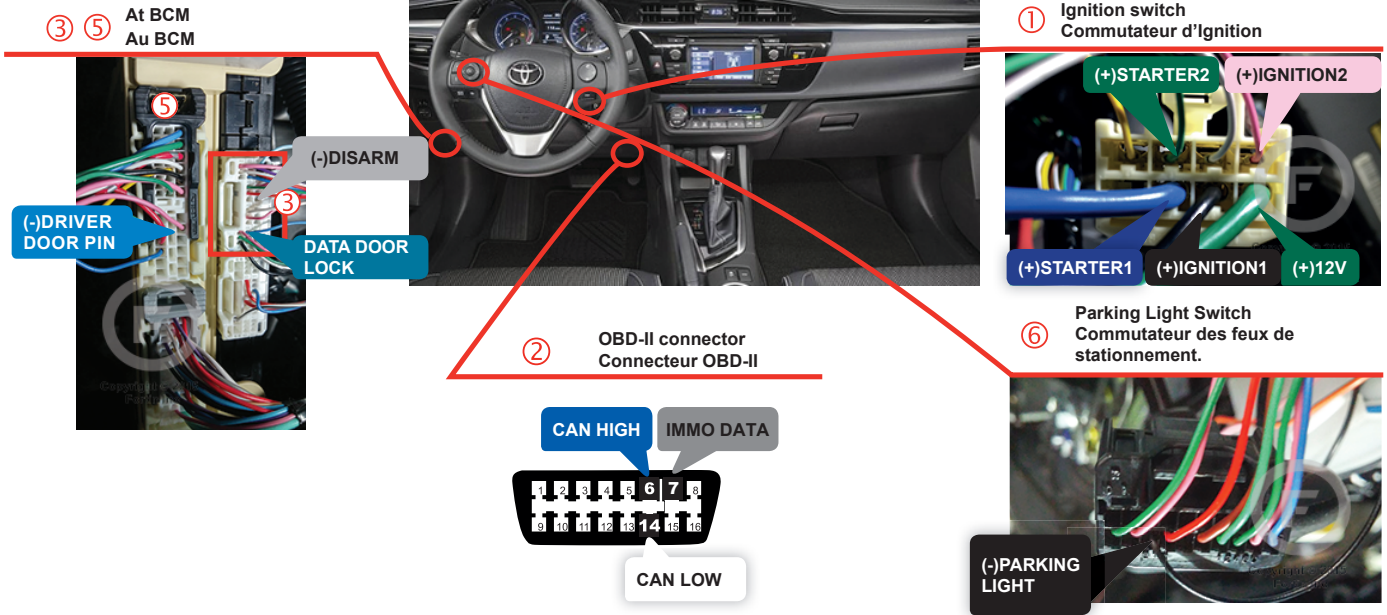 ③ ⑤
At BCM
Au BCM
⑤
(-)DISARM
③
(-)DRIVER
DOOR PIN
DATA DOOR
LOCK
①
Ignition switch
Commutateur d’Ignition
(+)STARTER2
(+)IGNITION2
(+)STARTER1
(+)IGNITION1
(+)12V
②
OBD-II connector
Connecteur OBD-II
CAN HIGH
IMMO DATA
1 2 3 4 5 6 7 8
9 10 11 12 13 14 15 16
CAN LOW
⑥
Parking Light Switch
Commutateur des feux de
stationnement.
(-)PARKING
LIGHT